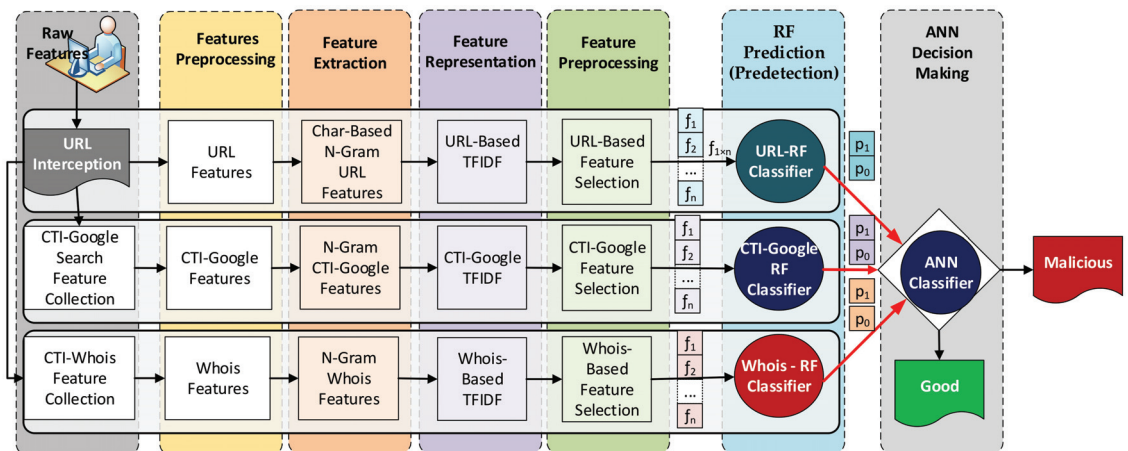 Raw
Features
Features
Preprocessing
Feature
Extraction
Feature
Representation
Feature
Preprocessing
RF
Prediction
(Predetection)
ANN
Decision
Making
URL
Interception
URL
Features
Char-Based
N-Gram
URL
Features
URL-Based
TFIDF
URL-Based
Feature
Selection
f₁
f₂
...
fₙ
f₁×ₙ
URL-RF
Classifier
p₁
p₀
CTI-Google
Search
Feature
Collection
CTI-Google
Features
N-Gram
CTI-Google
Features
CTI-Google
TFIDF
CTI-Google
Feature
Selection
f₁
f₂
...
fₙ
CTI-Google
RF
Classifier
p₁
p₀
ANN
Classifier
Malicious
CTI-Whois
Feature
Collection
Whois
Features
N-Gram
Whois
Features
Whois-
Based
TFIDF
Whois-
Based
Feature
Selection
f₁
f₂
...
fₙ
Whois - RF
Classifier
p₁
p₀
Good